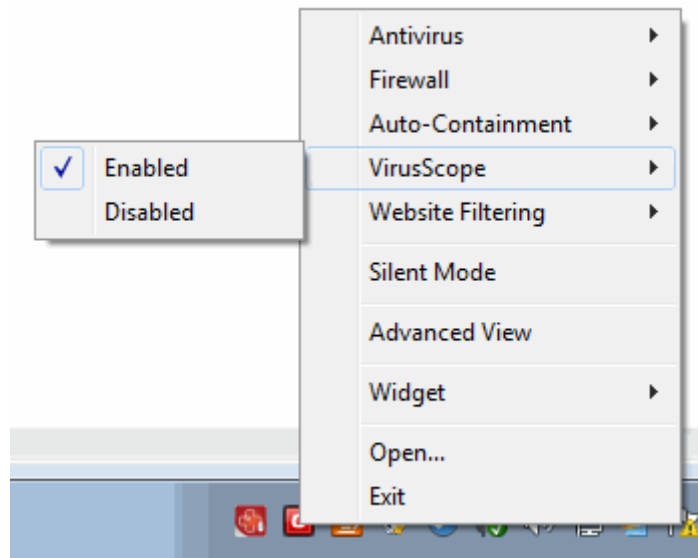 Antivirus
Firewall
Auto-Containment
VirusScope
Enabled
Disabled
Website Filtering
Silent Mode
Advanced View
Widget
Open...
Exit